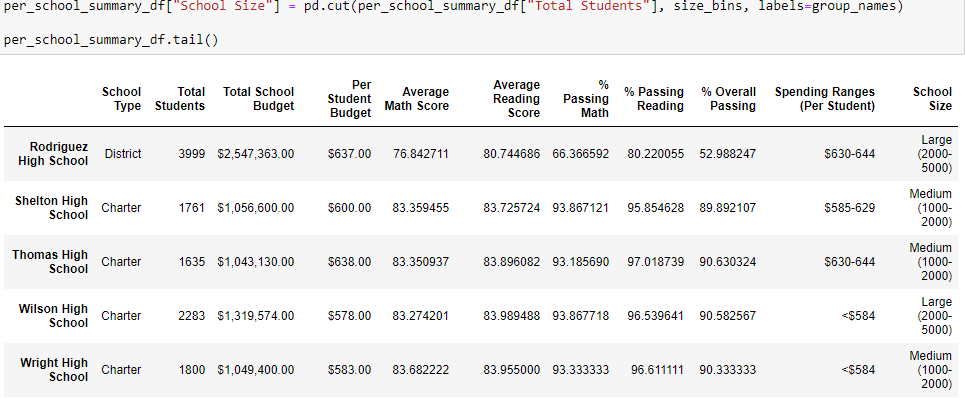 per_school_summary_df["School Size"] = pd.cut(per_school_summary_df["Total Students"], size_bins, labels=group_names)
per_school_summary_df.tail()
School Type Total Students Total School Budget Per Student Budget Average Math Score Average Reading Score % Passing Math % Passing Reading % Overall Passing Spending Ranges (Per Student) School Size
Rodriguez High School District 3999 $2,547,363.00 $637.00 76.842711 80.744686 66.366592 80.220055 52.988247 $630-644 Large (2000-5000)
Shelton High School Charter 1761 $1,056,600.00 $600.00 83.359455 83.725724 93.867121 95.854628 89.892107 $585-629 Medium (1000-2000)
Thomas High School Charter 1635 $1,043,130.00 $638.00 83.350937 83.896082 93.185690 97.018739 90.630324 $630-644 Medium (1000-2000)
Wilson High School Charter 2283 $1,319,574.00 $578.00 83.274201 83.989488 93.867718 96.539641 90.582567 <$584 Large (2000-5000)
Wright High School Charter 1800 $1,049,400.00 $583.00 83.682222 83.955000 93.333333 96.611111 90.333333 <$584 Medium (1000-2000)